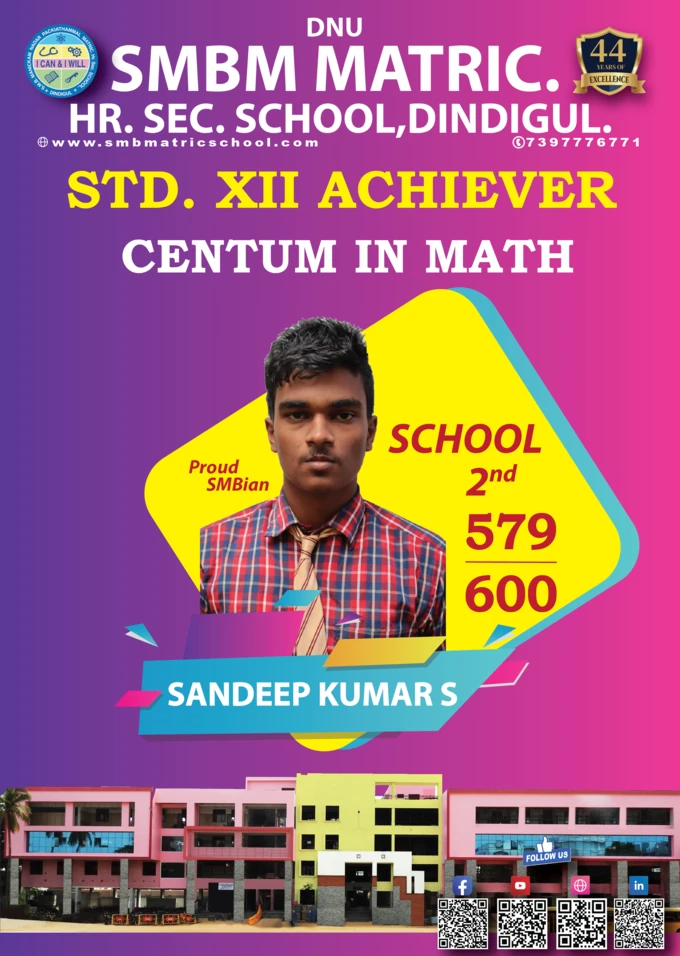 DNU
SMBM MATRIC.
HR. SEC. SCHOOL,DINDIGUL.
www.smbmatricschool.com
7397776771
I CAN & I WILL
DINDIGUL
44
YEARS OF
EXCELLENCE
STD. XII ACHIEVER
CENTUM IN MATH
Proud
SMBian
SCHOOL
2nd
579
600
SANDEEP KUMAR S
FOLLOW US